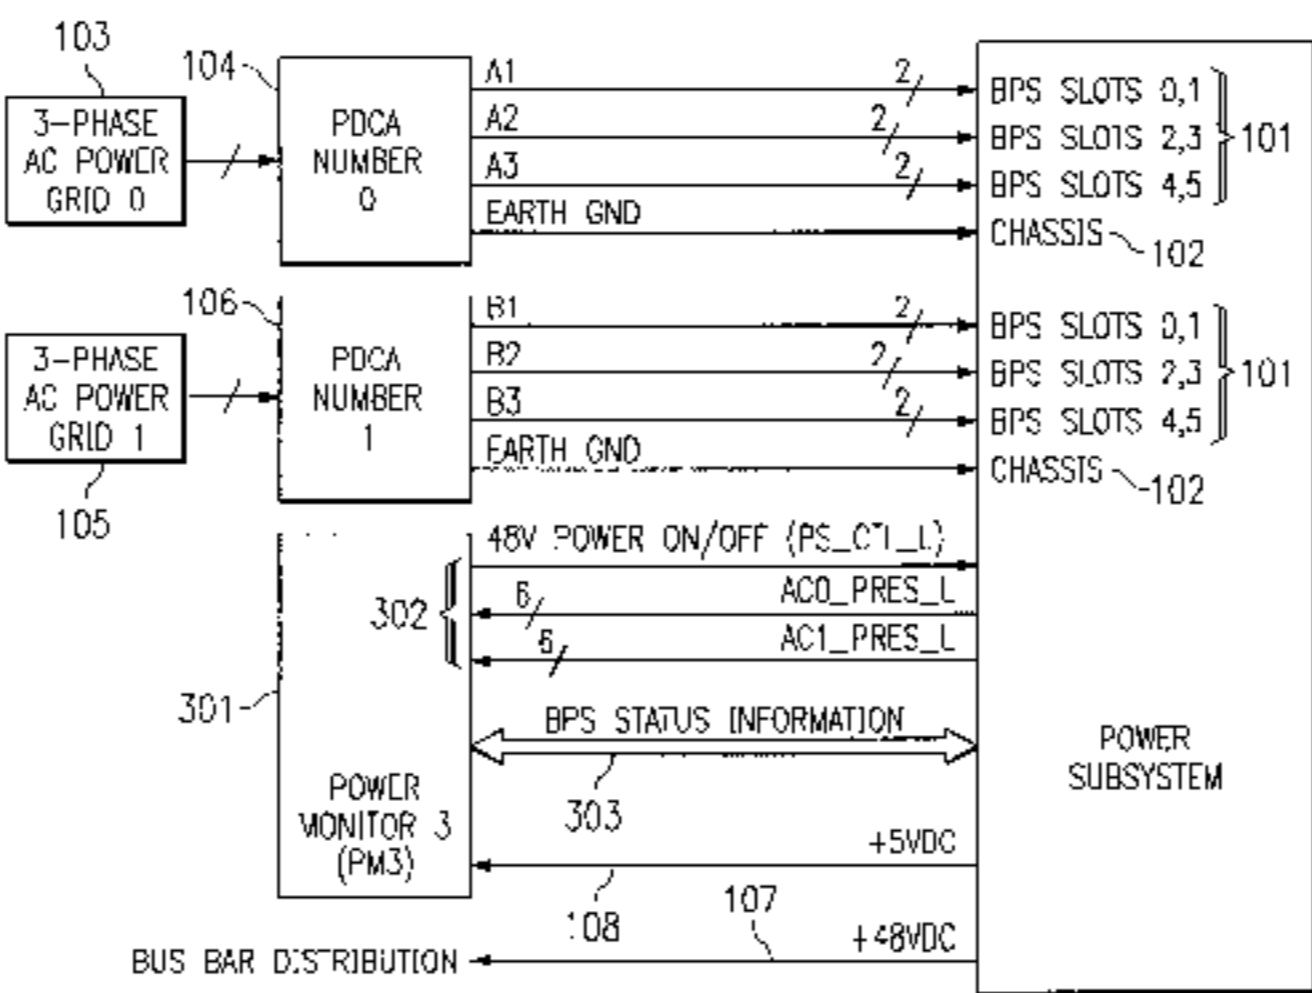 103
3-PHASE
AC POWER
GRID 0
104
PDCA
NUMBER
0
A1
2
BPS SLOTS 0,1
A2
2
BPS SLOTS 2,3
101
A3
2
BPS SLOTS 4,5
EARTH GND
CHASSIS
102
106
3-PHASE
AC POWER
GRID 1
105
PDCA
NUMBER
1
B1
2
BPS SLOTS 0,1
B2
2
BPS SLOTS 2,3
101
B3
2
BPS SLOTS 4,5
EARTH GND
CHASSIS
102
48V POWER ON/OFF (PS_CTL_L)
302
6
AC0_PRES_L
6
AC1_PRES_L
301
BPS STATUS INFORMATION
303
POWER
SUBSYSTEM
POWER
MONITOR 3
(PM3)
+5VDC
108
107
+48VDC
BUS BAR DISTRIBUTION